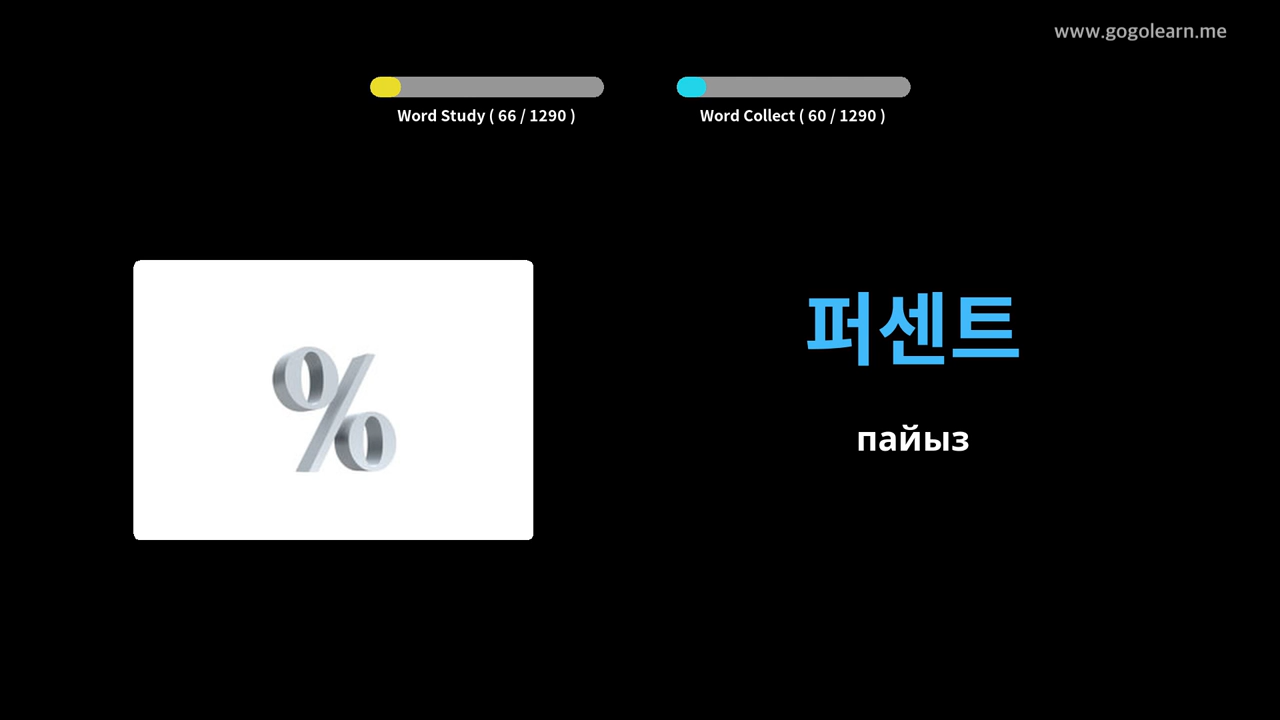 www.gogolearn.me
Word Study ( 66 / 1290 )
Word Collect ( 60 / 1290 )
%
퍼센트
пайыз